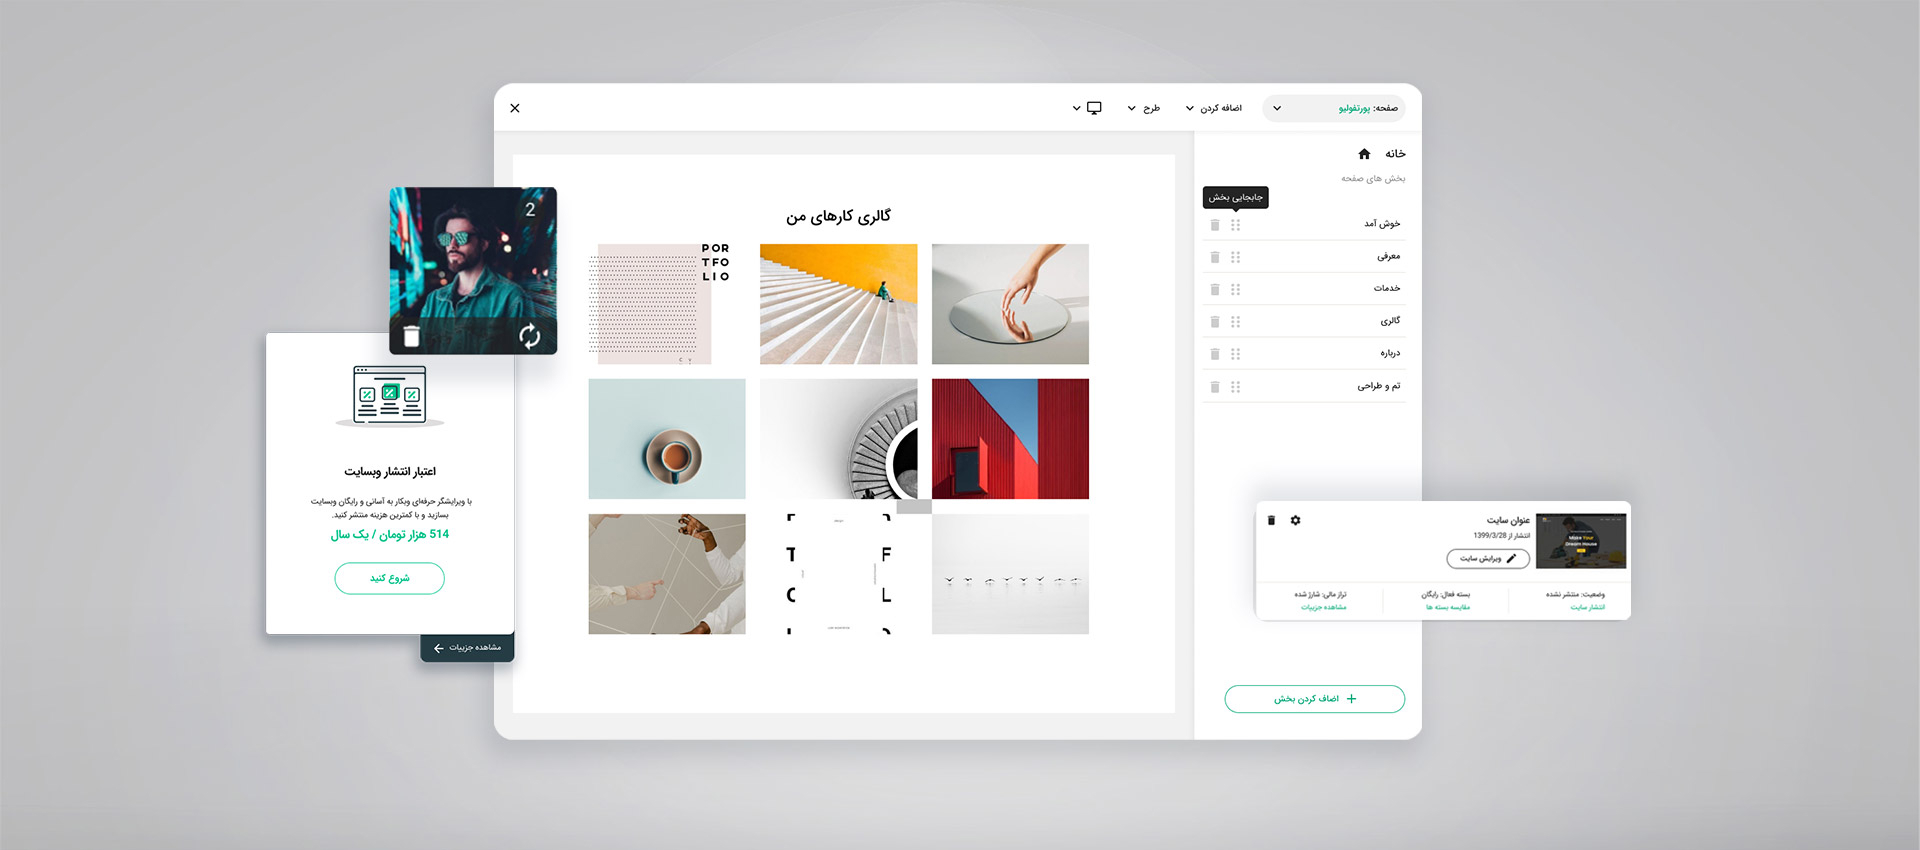 صفحه: پورتفولیو
اضافه کردن
طرح
خانه
بخش های صفحه
جابجایی بخش
خوش آمد
معرفی
خدمات
گالری
درباره
تم و طراحی
اضاف کردن بخش
گالری کارهای من
POR
TFO
LIO
2
اعتبار انتشار وبسایت
با ویرایشگر حرفه‌ای ویکار به آسانی و رایگان وبسایت
بسازید و با کمترین هزینه منتشر کنید.
514 هزار تومان / یک سال
شروع کنید
مشاهده جزییات
عنوان سایت
انتشار از 1399/3/28
ویرایش سایت
Make Your
Dream House
وضعیت: منتشر نشده
انتشار سایت
بسته فعال: رایگان
مقایسه بسته ها
تراز مالی: شارژ شده
مشاهده جزییات